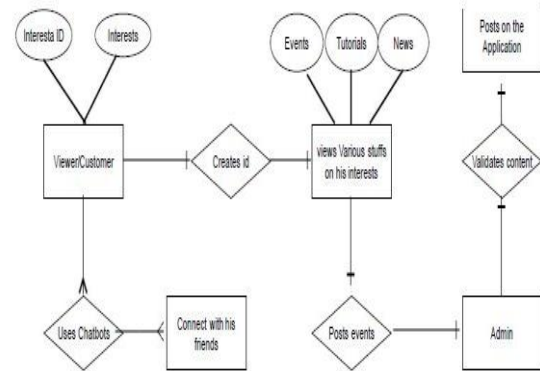 Interesta ID
Interests
Events
Tutorials
News
Posts on the
Application
Viewer/Customer
Creates id
views Various stuffs
on his interests
Validates content
Uses Chatbots
Connect with his
friends
Posts events
Admin